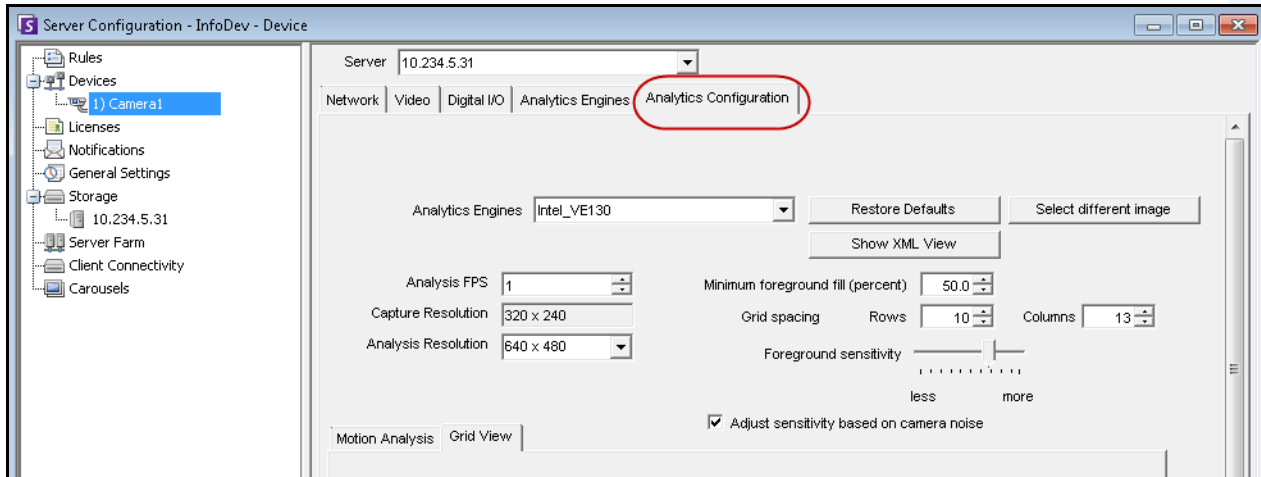 Server Configuration - InfoDev - Device
Rules
Devices
1) Camera1
Licenses
Notifications
General Settings
Storage
10.234.5.31
Server Farm
Client Connectivity
Carousels
Server 10.234.5.31
Network Video Digital I/O Analytics Engines Analytics Configuration
Analytics Engines Intel_VE130 Restore Defaults Select different image
Show XML View
Analysis FPS 1 Minimum foreground fill (percent) 50.0
Capture Resolution 320 x 240 Grid spacing Rows 10 Columns 13
Analysis Resolution 640 x 480 Foreground sensitivity
less more
Adjust sensitivity based on camera noise
Motion Analysis Grid View